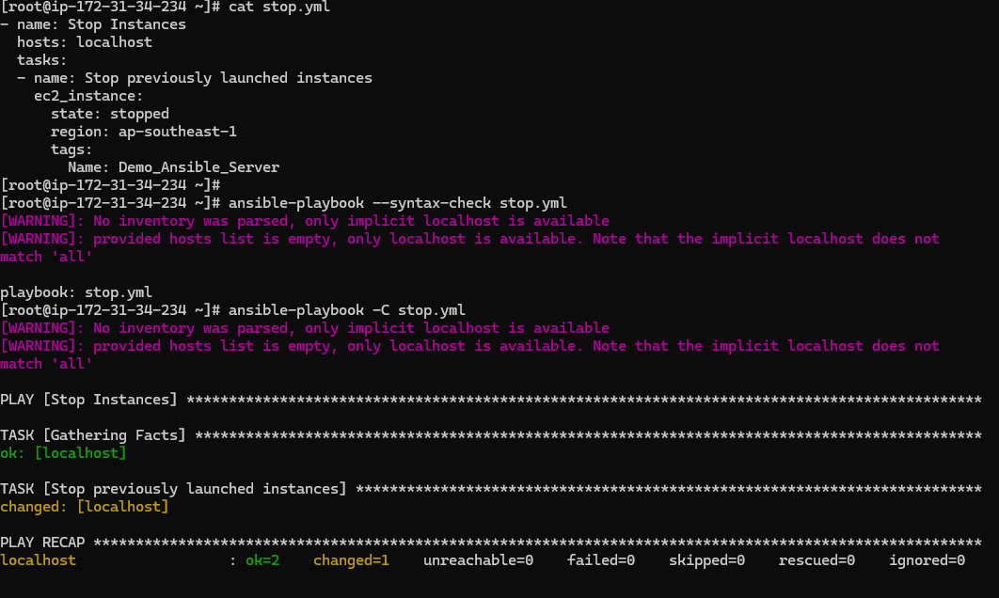 [root@ip-172-31-34-234 ~]# cat stop.yml
- name: Stop Instances
  hosts: localhost
  tasks:
  - name: Stop previously launched instances
    ec2_instance:
      state: stopped
      region: ap-southeast-1
      tags:
        Name: Demo_Ansible_Server
[root@ip-172-31-34-234 ~]#
[root@ip-172-31-34-234 ~]# ansible-playbook --syntax-check stop.yml
[WARNING]: No inventory was parsed, only implicit localhost is available
[WARNING]: provided hosts list is empty, only localhost is available. Note that the implicit localhost does not
match 'all'

playbook: stop.yml
[root@ip-172-31-34-234 ~]# ansible-playbook -C stop.yml
[WARNING]: No inventory was parsed, only implicit localhost is available
[WARNING]: provided hosts list is empty, only localhost is available. Note that the implicit localhost does not
match 'all'

PLAY [Stop Instances] **********************************************************************************************

TASK [Gathering Facts] *********************************************************************************************
ok: [localhost]

TASK [Stop previously launched instances] **************************************************************************
changed: [localhost]

PLAY RECAP *********************************************************************************************************
localhost                  : ok=2    changed=1    unreachable=0    failed=0    skipped=0    rescued=0    ignored=0